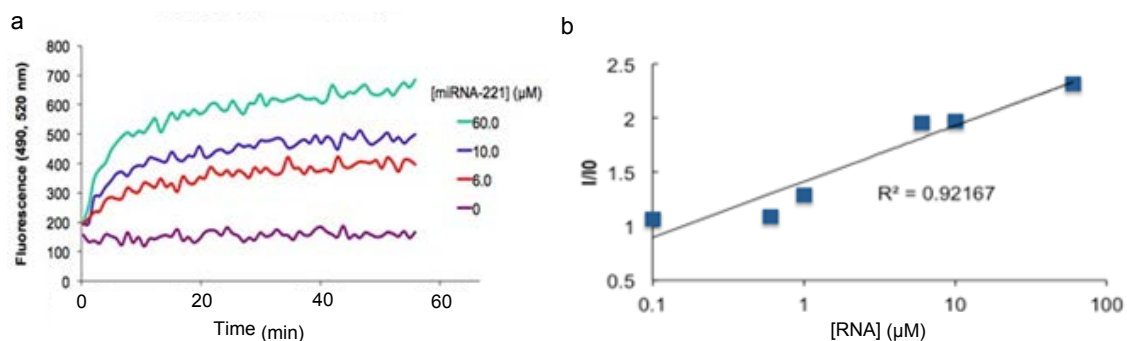 a
800
700
600
500
400
300
200
100
0
Fluorescence (490, 520 nm)
0 20 40 60
Time (min)
[miRNA-221] (µM)
60.0
10.0
6.0
0
b
2.5
2
1.5
1
0.5
I/I0
R² = 0.92167
0.1 1 10 100
[RNA] (µM)